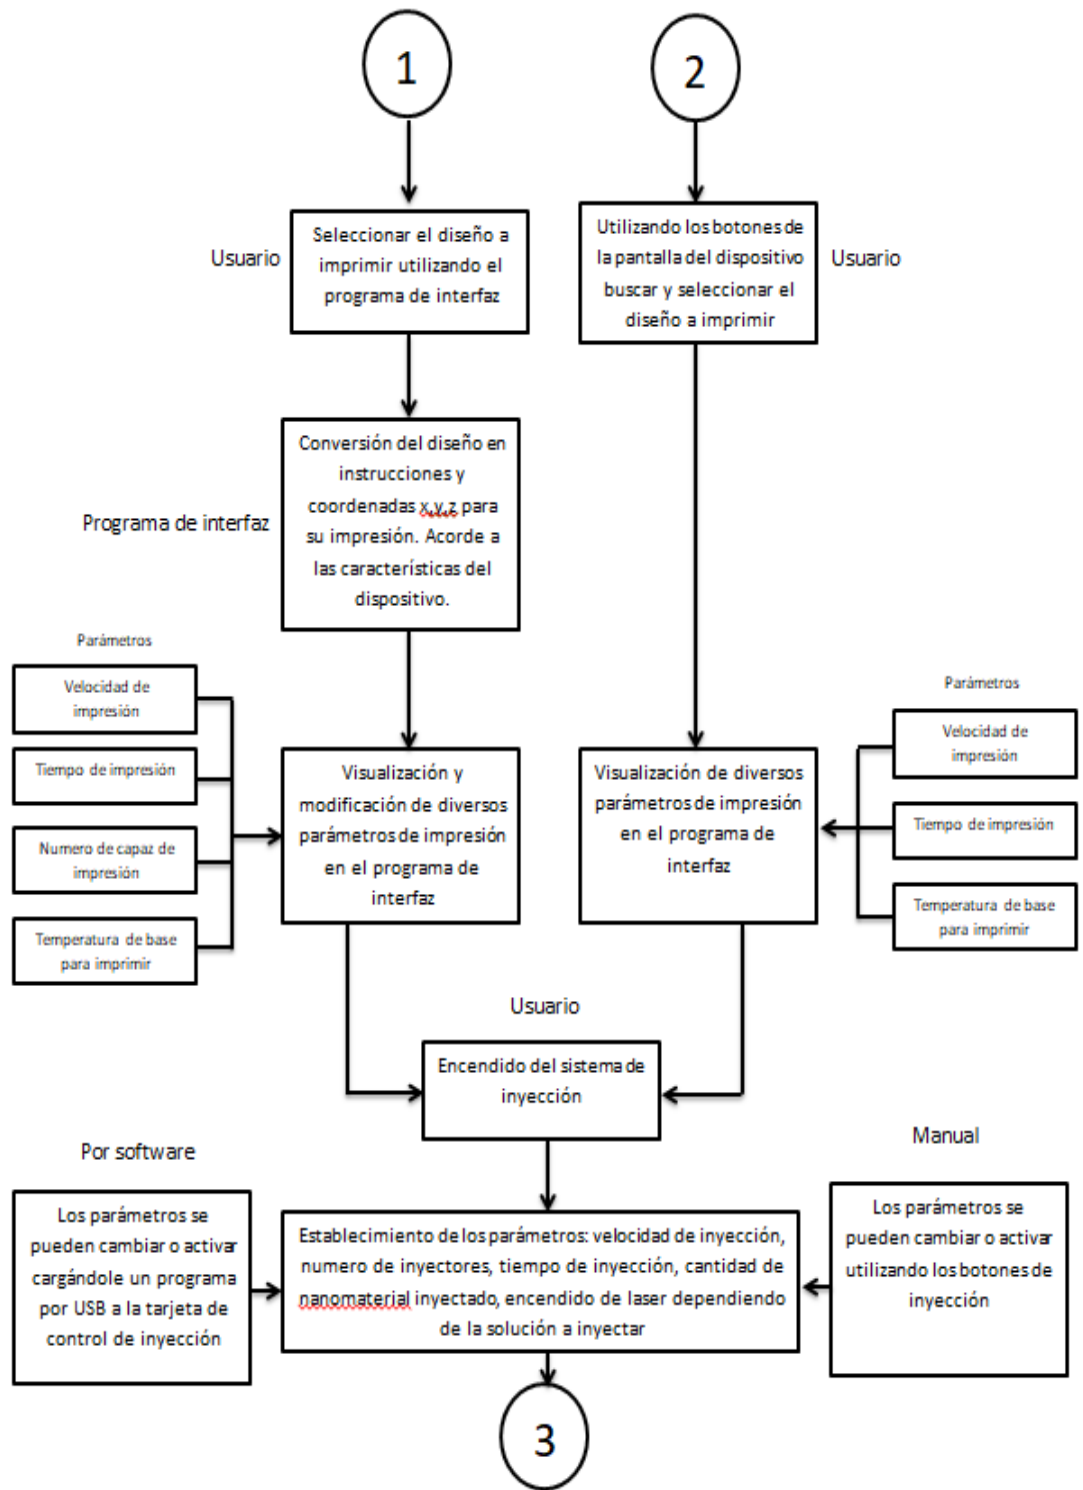 1
2
Usuario
Seleccionar el diseño a
imprimir utilizando el
programa de interfaz
Utilizando los botones de
la pantalla del dispositivo
buscar y seleccionar el
diseño a imprimir
Usuario
Programa de interfaz
Conversión del diseño en
instrucciones y
coordenadas x,y,z para
su impresión. Acorde a
las características del
dispositivo.
Parámetros
Velocidad de
impresión
Tiempo de impresión
Numero de capaz de
impresión
Temperatura de base
para imprimir
Visualización y
modificación de diversos
parámetros de impresión
en el programa de
interfaz
Visualización de diversos
parámetros de impresión
en el programa de
interfaz
Parámetros
Velocidad de
impresión
Tiempo de impresión
Temperatura de base
para imprimir
Usuario
Encendido del sistema de
inyección
Por software
Los parámetros se
pueden cambiar o activar
cargándole un programa
por USB a la tarjeta de
control de inyección
Establecimiento de los parámetros: velocidad de inyección,
numero de inyectores, tiempo de inyección, cantidad de
nanomaterial inyectado, encendido de laser dependiendo
de la solución a inyectar
Manual
Los parámetros se
pueden cambiar o activar
utilizando los botones de
inyección
3